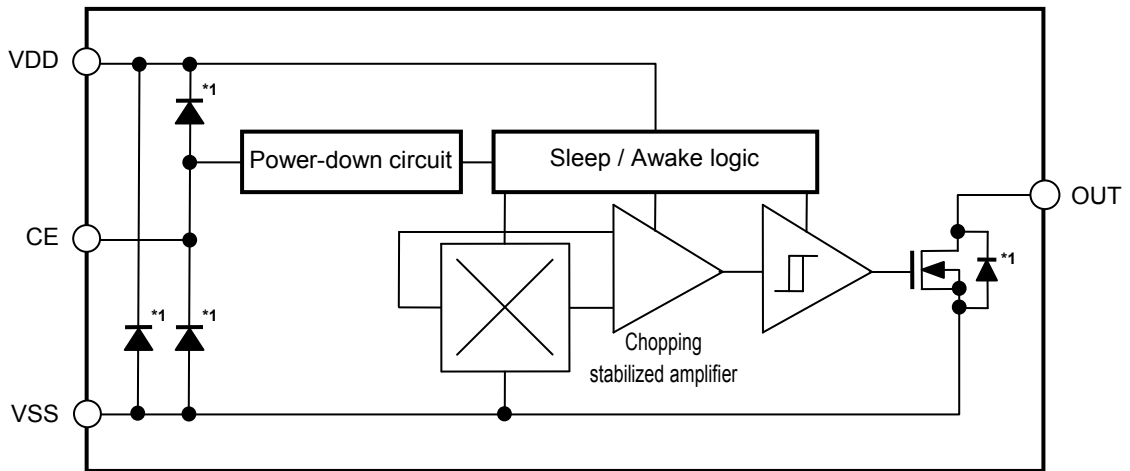 VDD
*1
Power-down circuit
Sleep / Awake logic
OUT
CE
*1
*1
*1
Chopping
stabilized amplifier
VSS